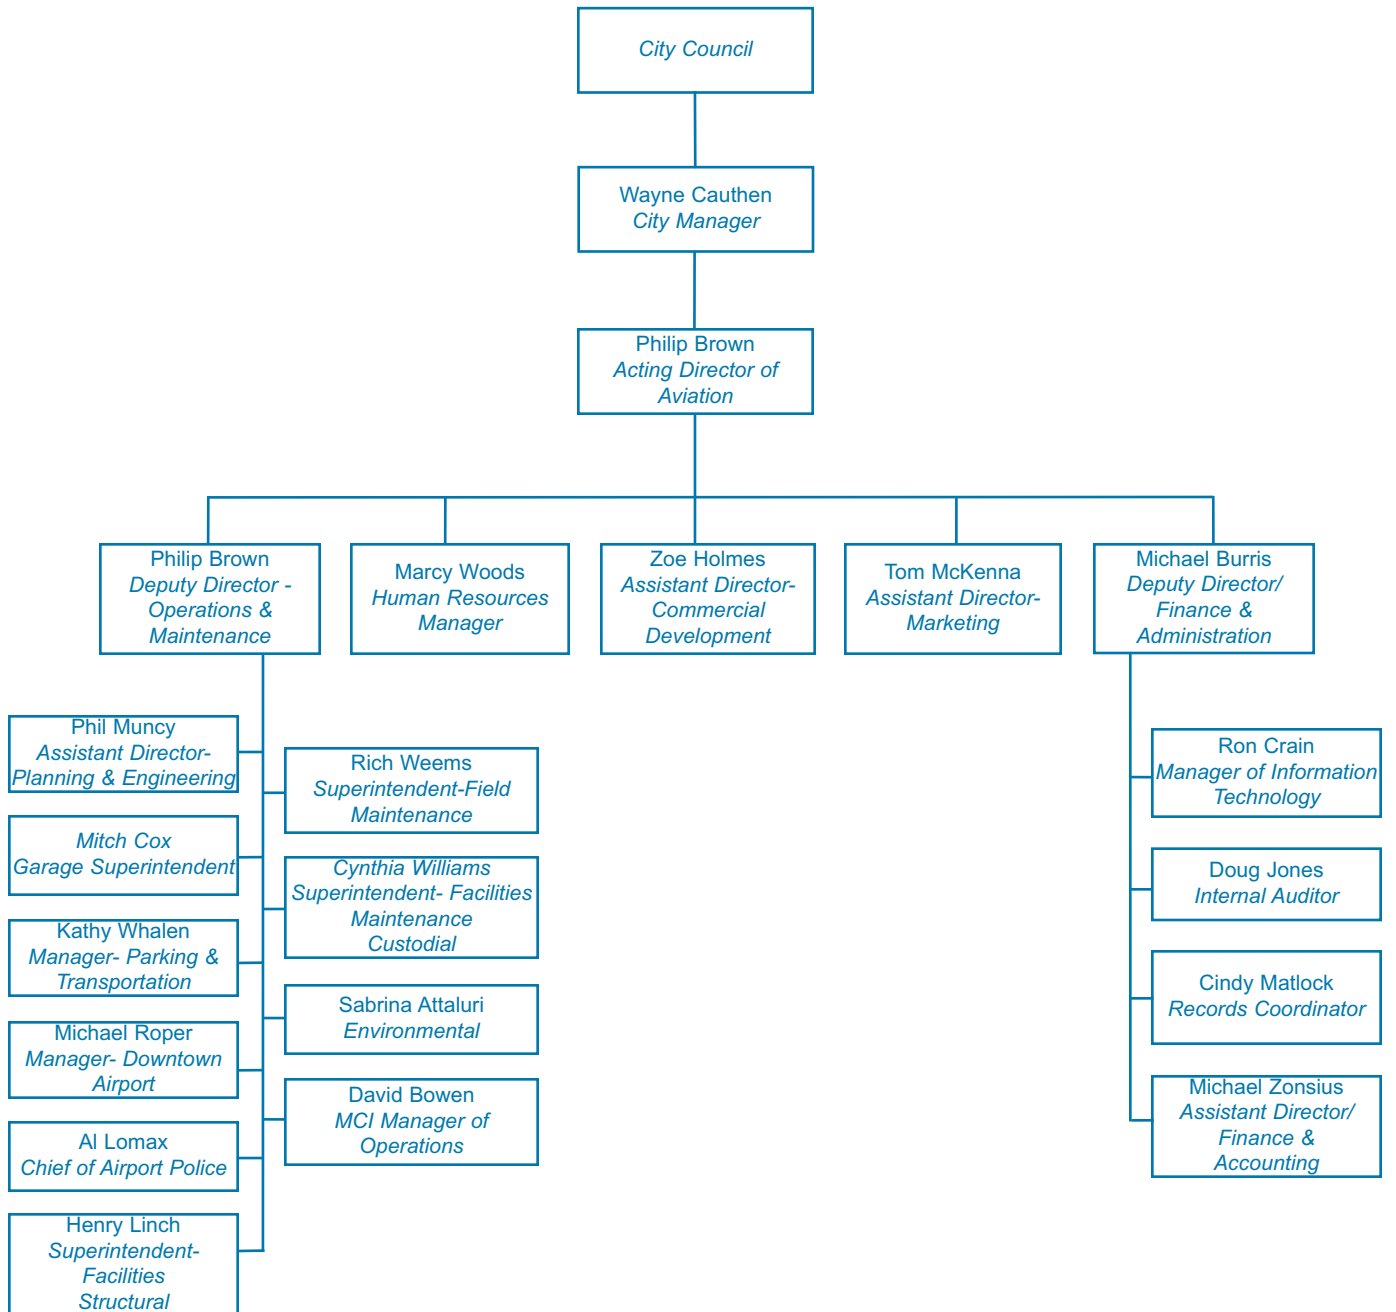 City Council
Wayne Cauthen
City Manager
Philip Brown
Acting Director of
Aviation
Philip Brown
Deputy Director -
Operations &
Maintenance
Marcy Woods
Human Resources
Manager
Zoe Holmes
Assistant Director-
Commercial
Development
Tom McKenna
Assistant Director-
Marketing
Michael Burris
Deputy Director/
Finance &
Administration
Phil Muncy
Assistant Director-
Planning & Engineering
Mitch Cox
Garage Superintendent
Kathy Whalen
Manager- Parking &
Transportation
Michael Roper
Manager- Downtown
Airport
Al Lomax
Chief of Airport Police
Henry Linch
Superintendent-
Facilities
Structural
Rich Weems
Superintendent-Field
Maintenance
Cynthia Williams
Superintendent- Facilities
Maintenance
Custodial
Sabrina Attaluri
Environmental
David Bowen
MCI Manager of
Operations
Ron Crain
Manager of Information
Technology
Doug Jones
Internal Auditor
Cindy Matlock
Records Coordinator
Michael Zonsius
Assistant Director/
Finance &
Accounting